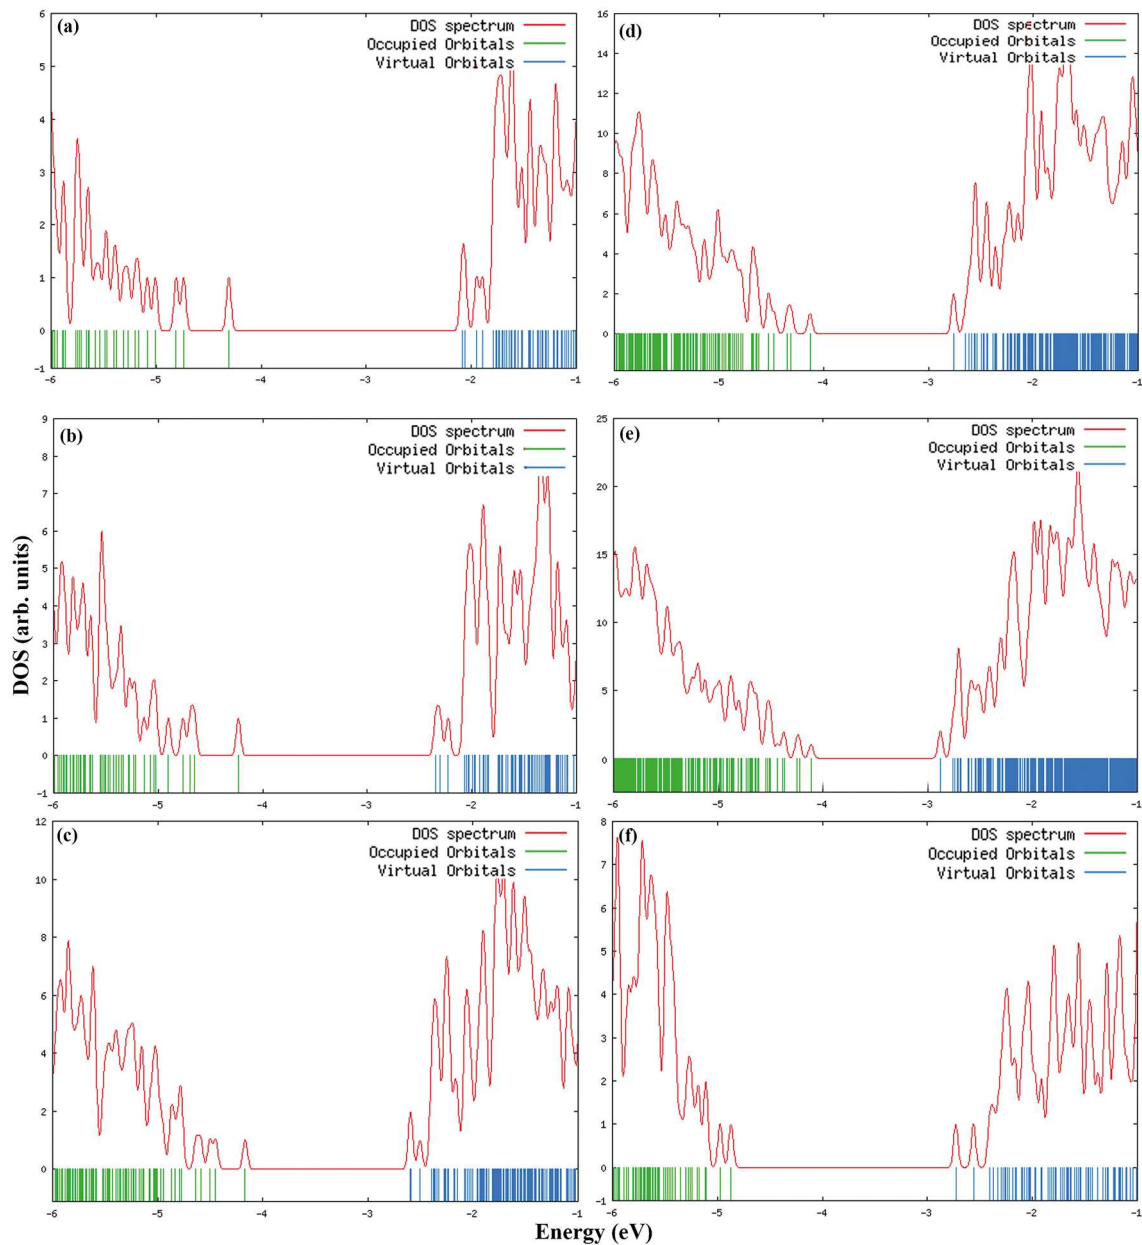 (a)
DOS spectrum
Occupied Orbitals
Virtual Orbitals
6
5
4
3
2
1
0
-1
-6 -5 -4 -3 -2 -1
(d)
DOS spectrum
Occupied Orbitals
Virtual Orbitals
16
14
12
10
8
6
4
2
0
-2
-6 -5 -4 -3 -2 -1
(b)
DOS spectrum
Occupied Orbitals
Virtual Orbitals
9
8
7
6
5
4
3
2
1
0
-1
-6 -5 -4 -3 -2 -1
(e)
DOS spectrum
Occupied Orbitals
Virtual Orbitals
25
20
15
10
5
0
-6 -5 -4 -3 -2 -1
DOS (arb. units)
(c)
DOS spectrum
Occupied Orbitals
Virtual Orbitals
12
10
8
6
4
2
0
-6 -5 -4 -3 -2 -1
(f)
DOS spectrum
Occupied Orbitals
Virtual Orbitals
8
7
6
5
4
3
2
1
0
-1
-6 -5 -4 -3 -2 -1
Energy (eV)